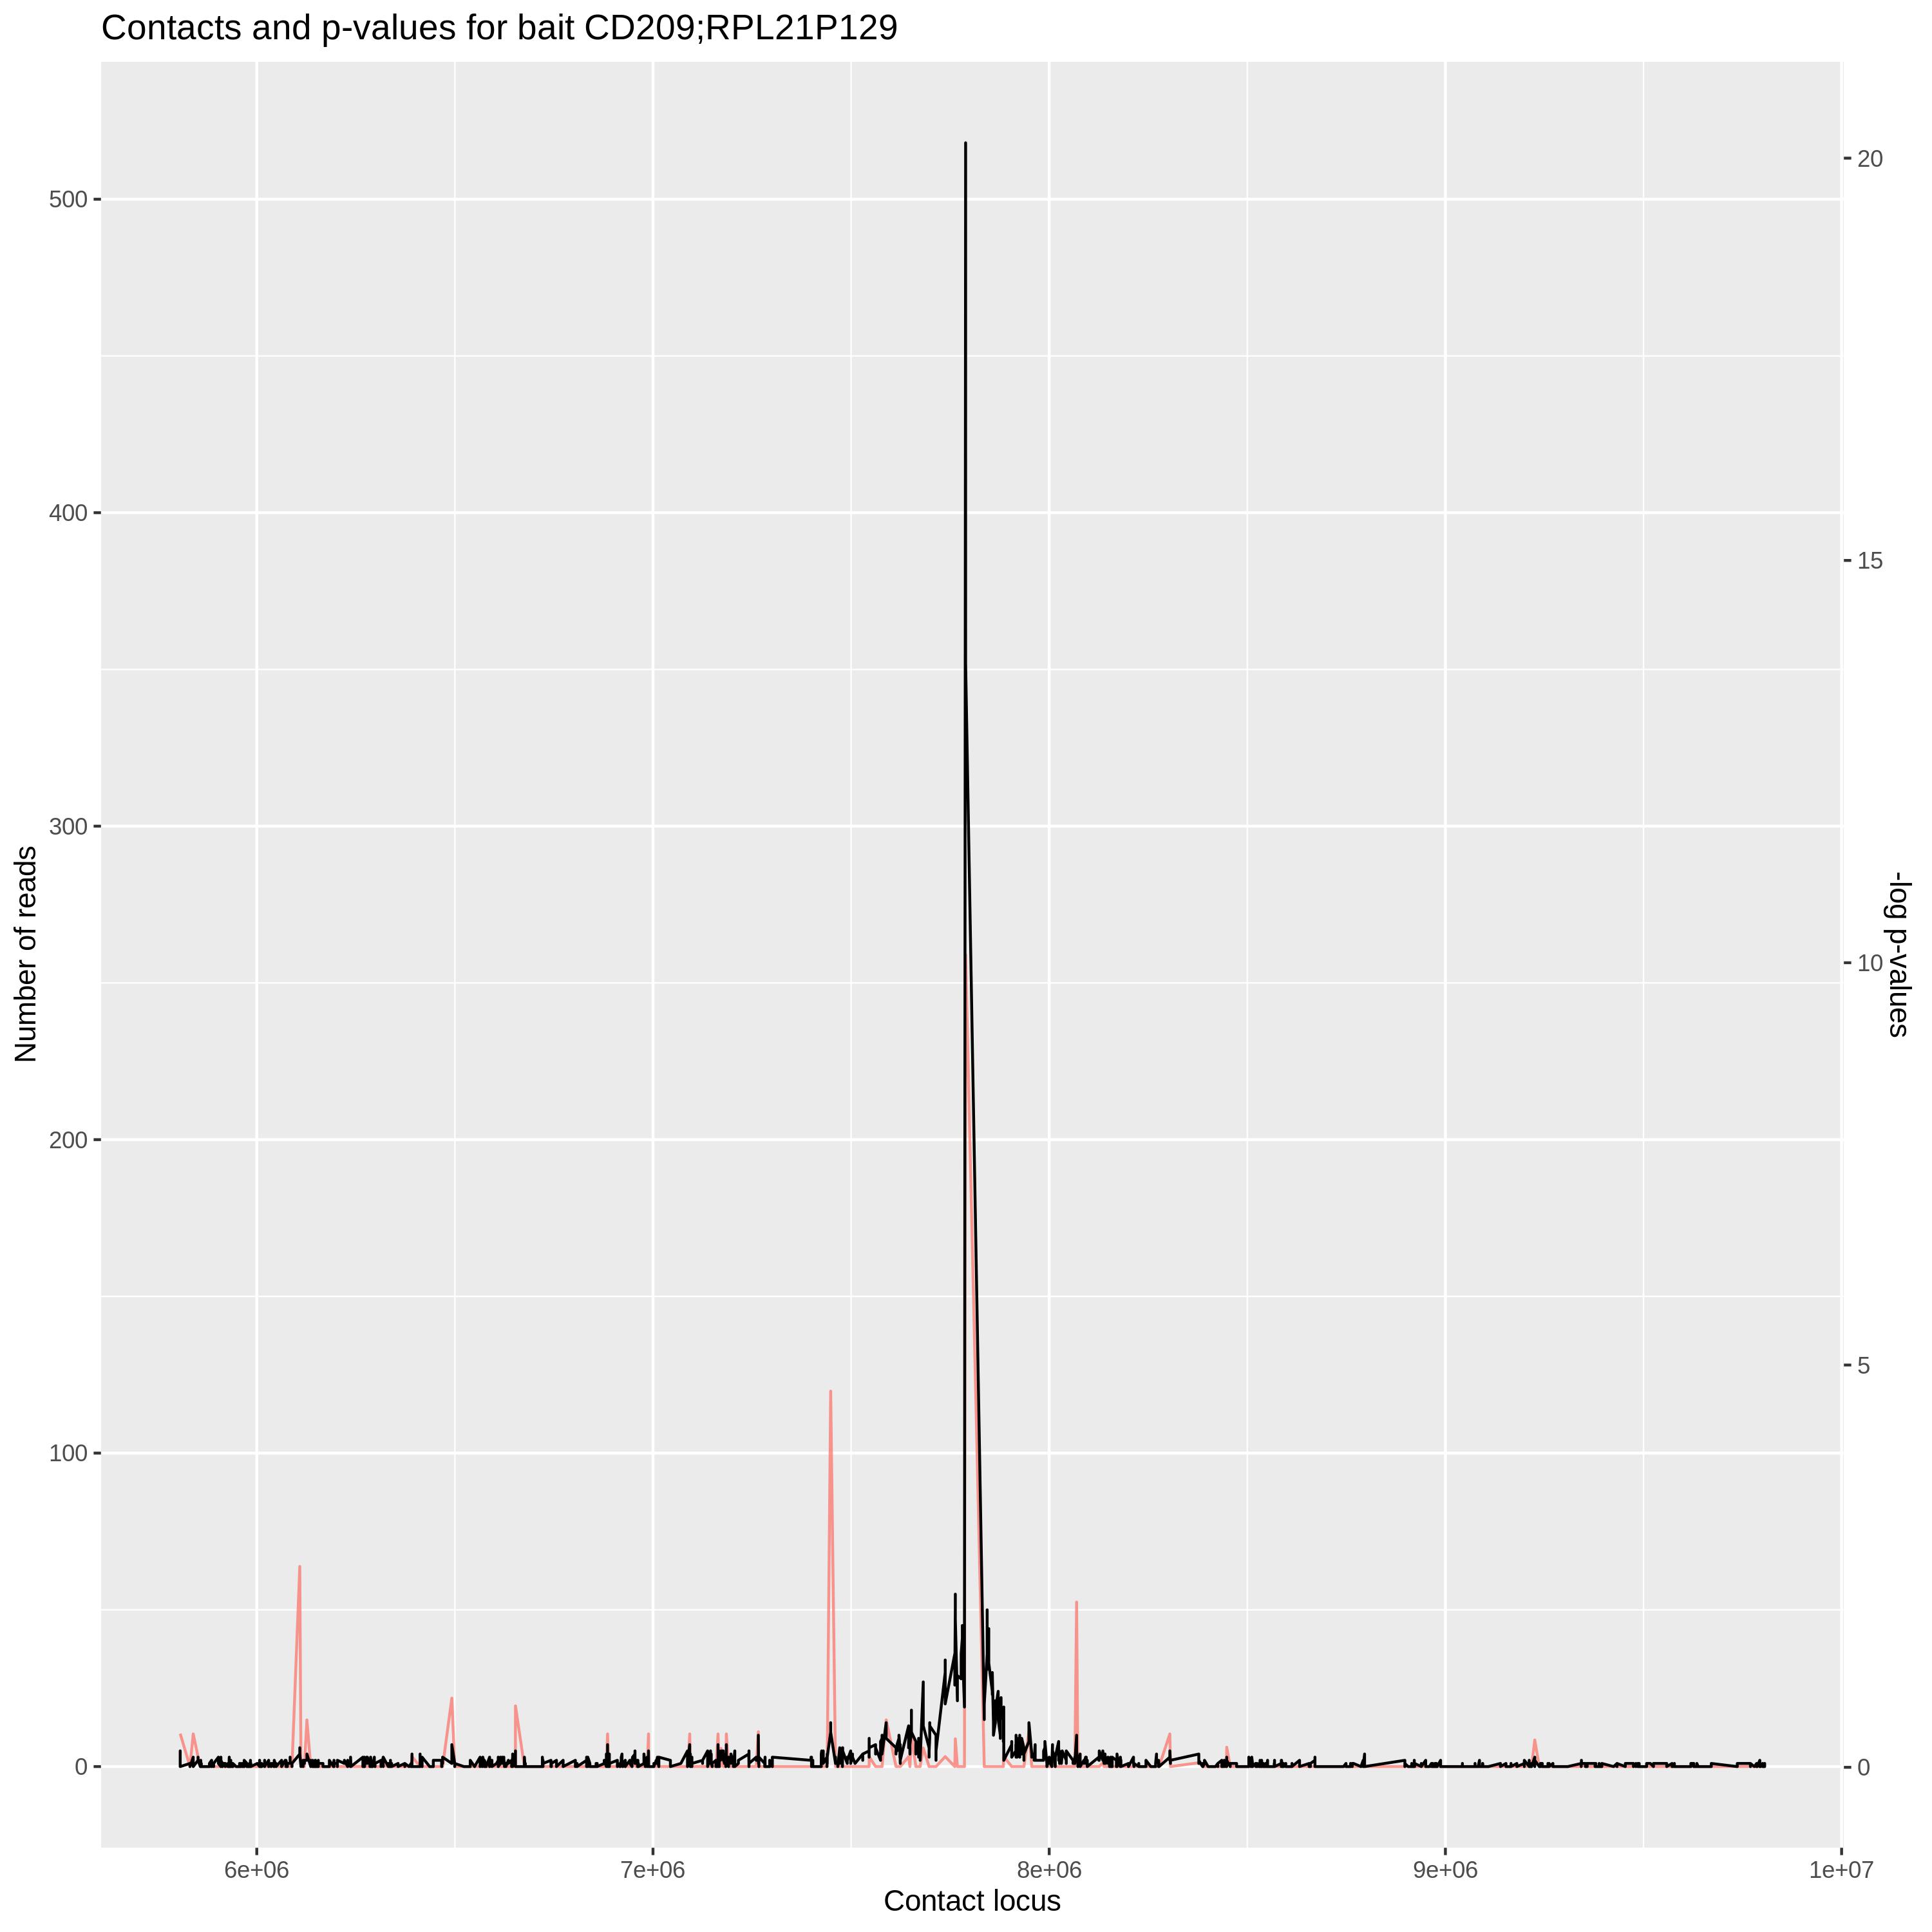 Contacts and p-values for bait CD209;RPL21P129
Number of reads
500
400
300
200
100
0
20
15
10
5
0
-log p-values
6e+06
7e+06
8e+06
9e+06
1e+07
Contact locus